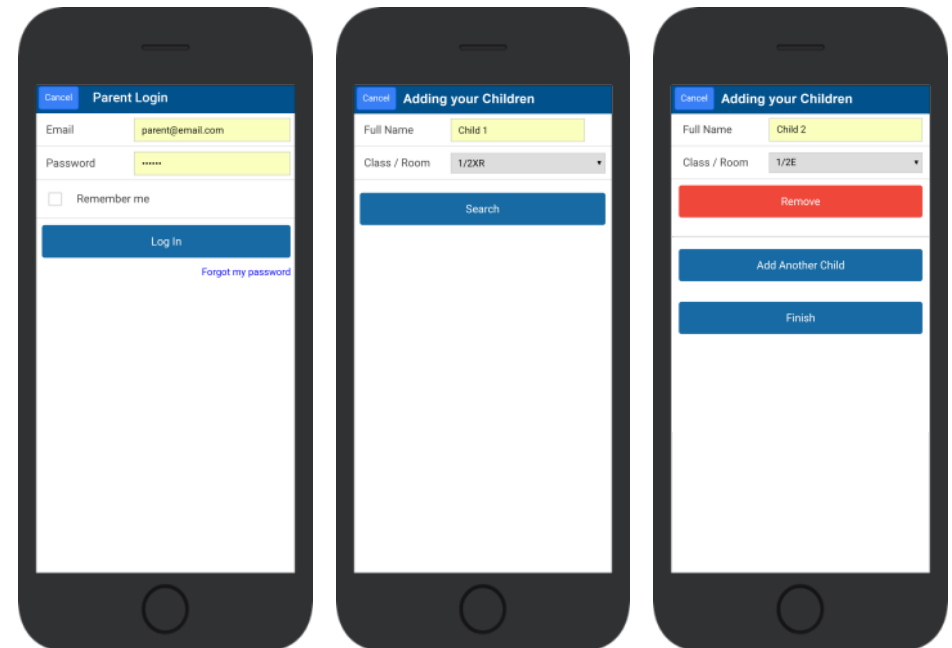 Cancel Parent Login
Email parent@email.com
Password ••••••
Remember me
Log In
Forgot my password
Cancel Adding your Children
Full Name Child 1
Class / Room 1/2XR
Search
Cancel Adding your Children
Full Name Child 2
Class / Room 1/2E
Remove
Add Another Child
Finish